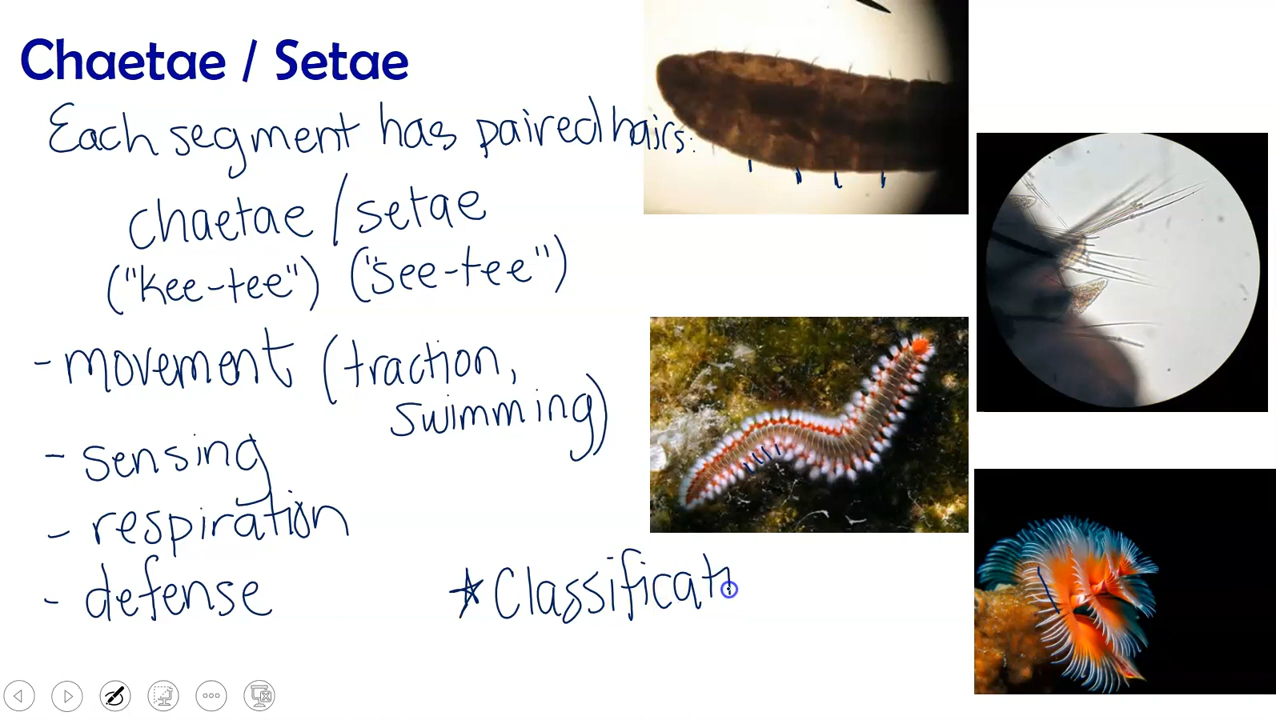 Chaetae / Setae
Each segment has paired hairs:
chaetae / setae
("kee-tee") ("see-tee")
- movement (traction,
swimming)
- sensing
- respiration
- defense
★ Classificati